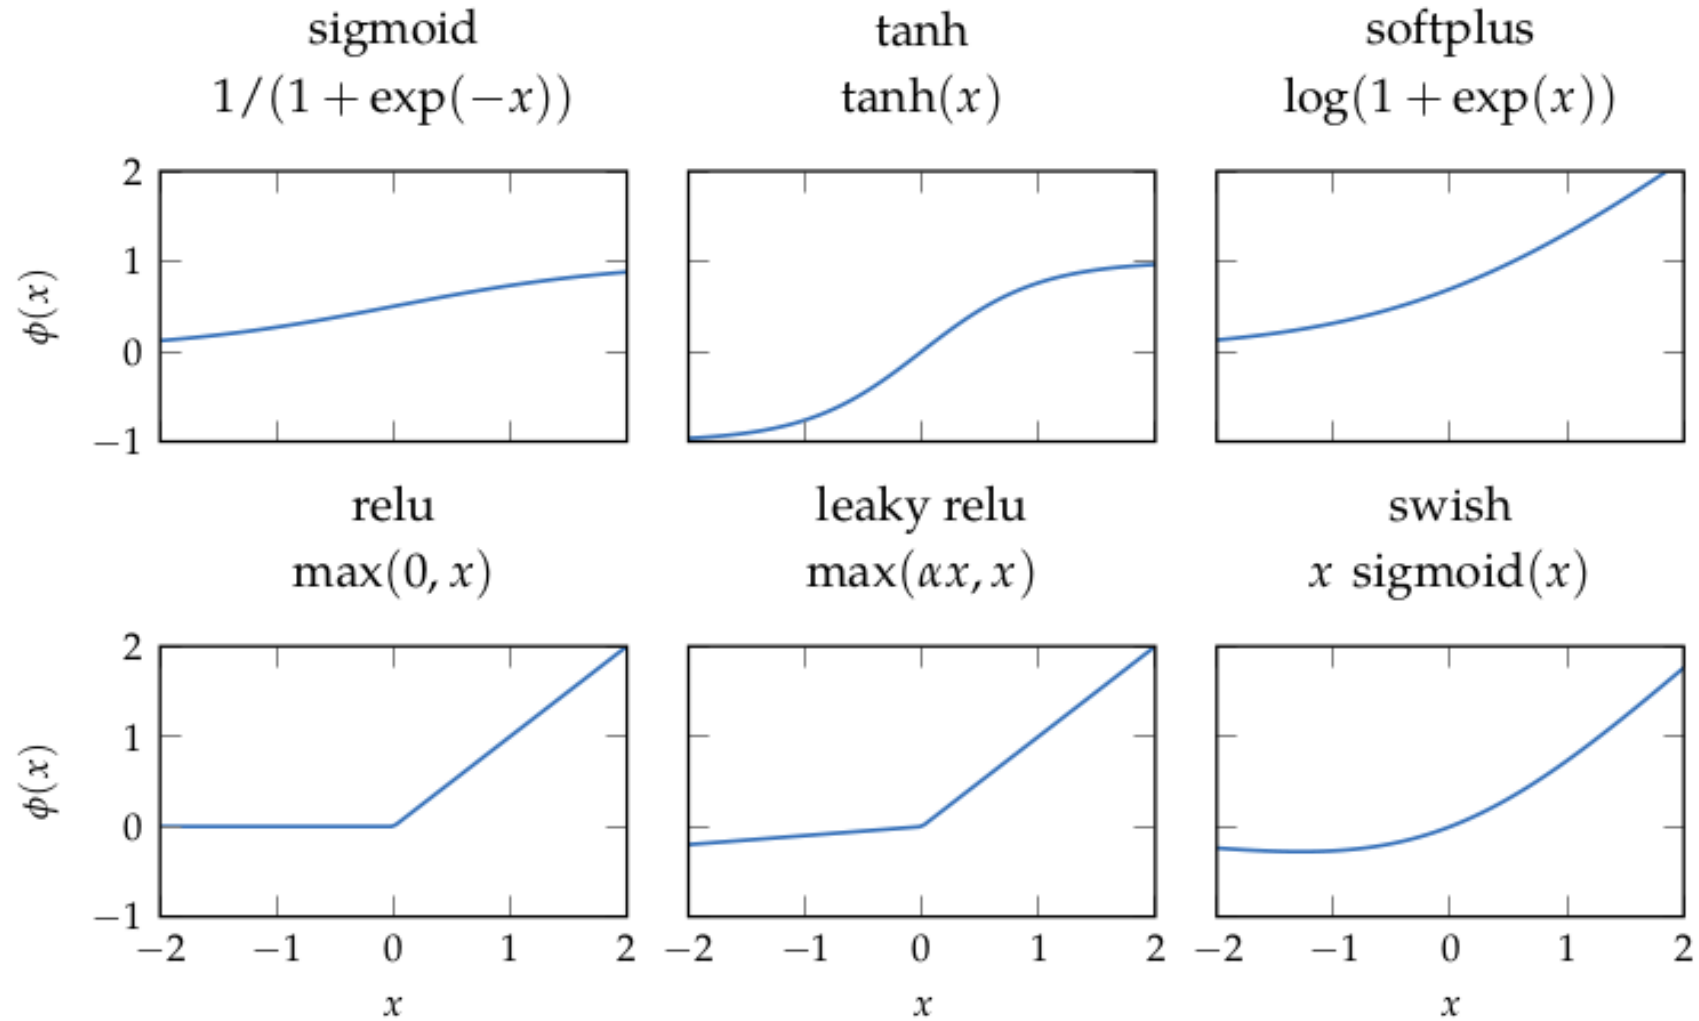 sigmoid
1/(1 + exp(−x))
tanh
tanh(x)
softplus
log(1 + exp(x))
2
1
0
−1
ϕ(x)
relu
max(0, x)
leaky relu
max(αx, x)
swish
x sigmoid(x)
2
1
0
−1
ϕ(x)
−2 −1 0 1 2
x
−2 −1 0 1 2
x
−2 −1 0 1 2
x